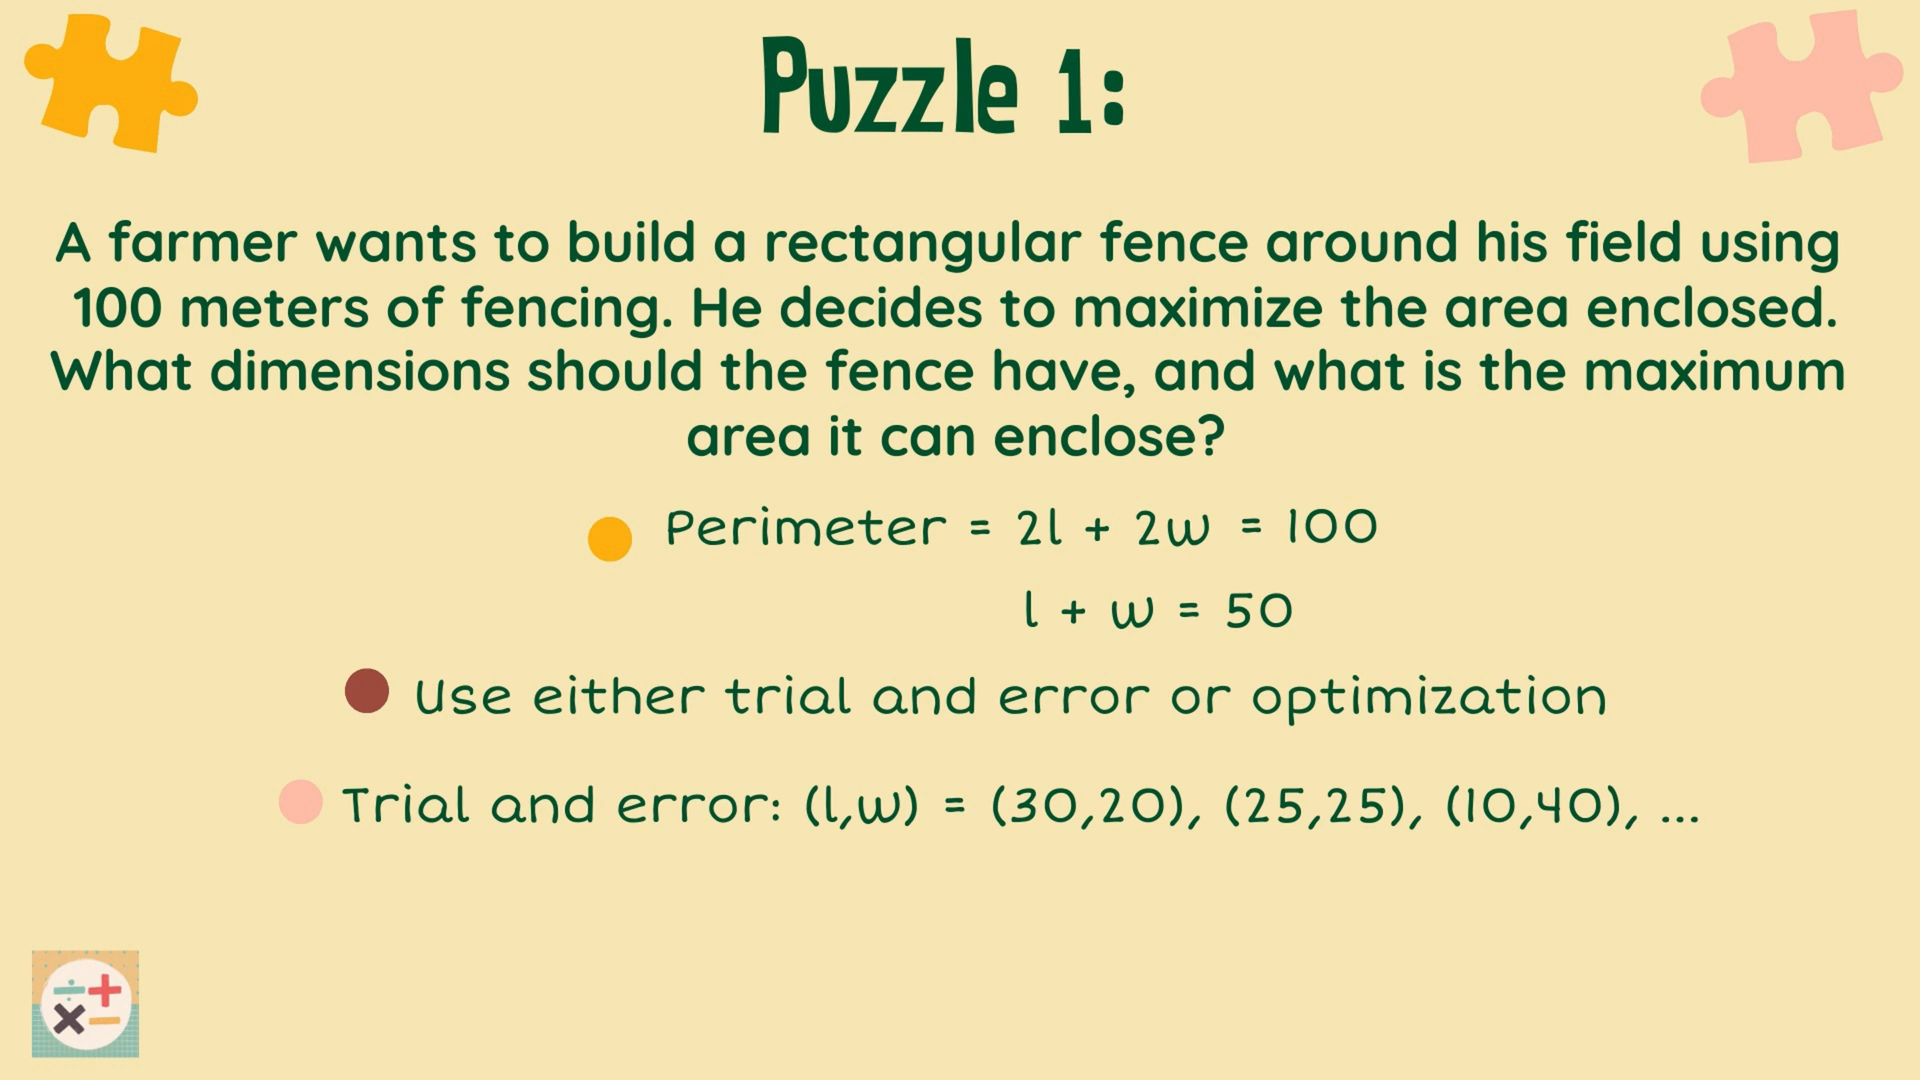 Puzzle 1:
A farmer wants to build a rectangular fence around his field using
100 meters of fencing. He decides to maximize the area enclosed.
What dimensions should the fence have, and what is the maximum
area it can enclose?
Perimeter = 2l + 2w = 100
l + w = 50
Use either trial and error or optimization
Trial and error: (l,w) = (30,20), (25,25), (10,40), ...